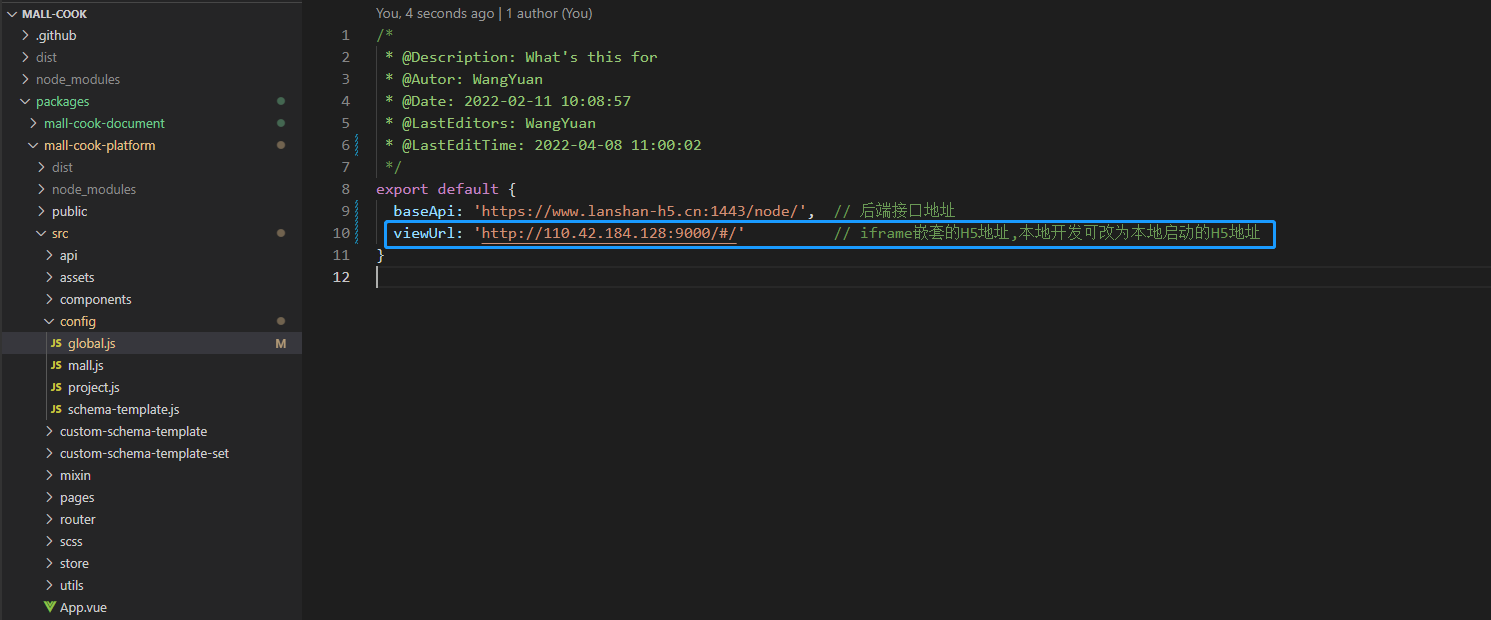 MALL-COOK
.github
dist
node_modules
packages
mall-cook-document
mall-cook-platform
dist
node_modules
public
src
api
assets
components
config
JS global.js M
JS mall.js
JS project.js
JS schema-template.js
custom-schema-template
custom-schema-template-set
mixin
pages
router
scss
store
utils
App.vue
You, 4 seconds ago | 1 author (You)
1 /*
2 * @Description: What's this for
3 * @Autor: WangYuan
4 * @Date: 2022-02-11 10:08:57
5 * @LastEditors: WangYuan
6 * @LastEditTime: 2022-04-08 11:00:02
7 */
8 export default {
9 baseApi: 'https://www.lanshan-h5.cn:1443/node/', // 后端接口地址
10 viewUrl: 'http://110.42.184.128:9000/#/' // iframe嵌套的H5地址,本地开发可改为本地启动的H5地址
11 }
12